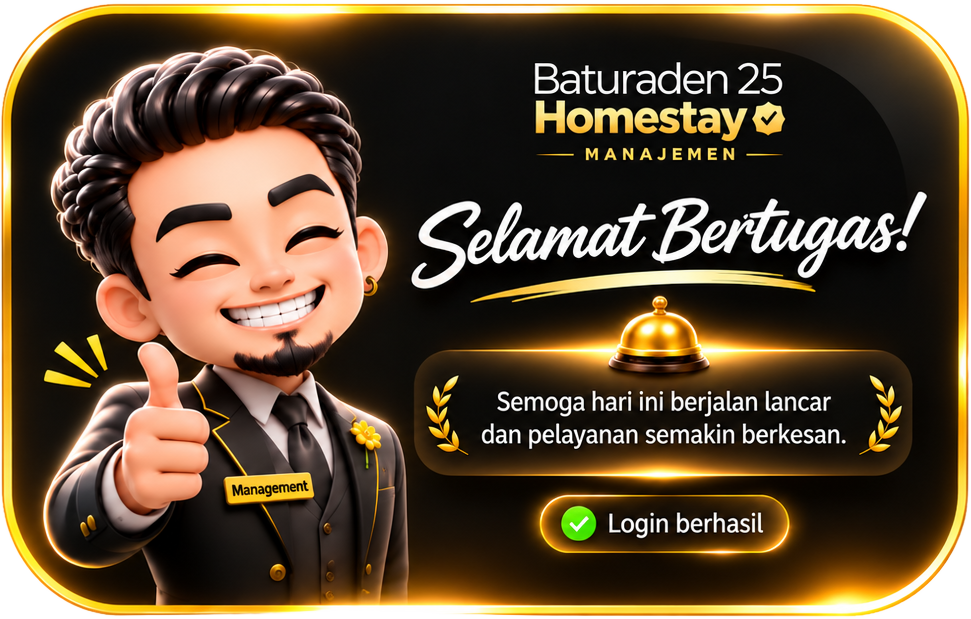 Baturaden 25
Homestay
MANAJEMEN
Selamat Bertugas!
Semoga hari ini berjalan lancar
dan pelayanan semakin berkesan.
Management
Login berhasil